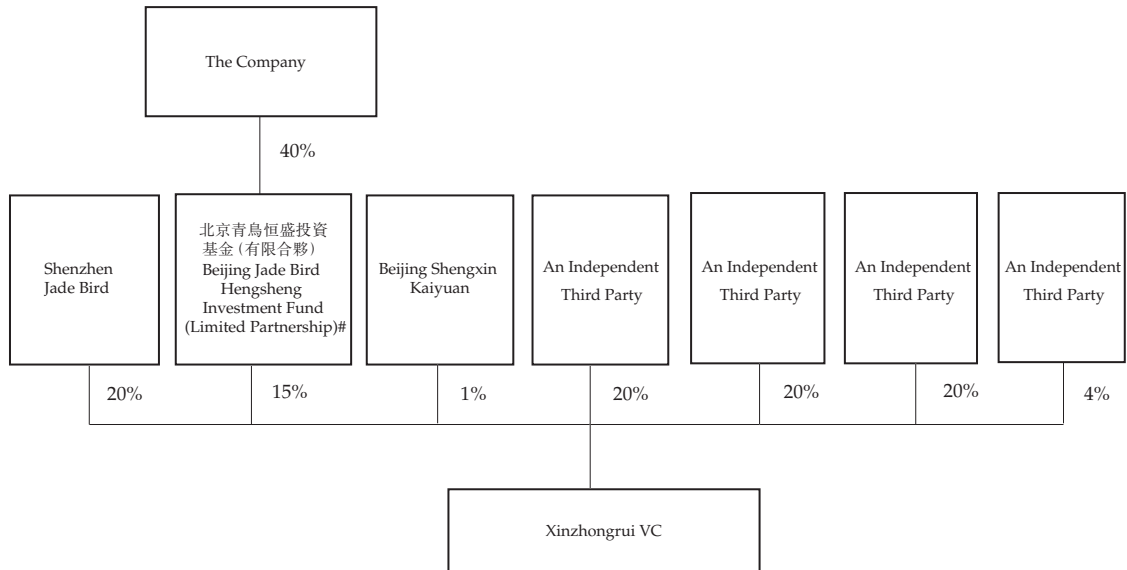 The Company
40%
Shenzhen
Jade Bird
北京青鳥恒盛投資
基金(有限合夥)
Beijing Jade Bird
Hengsheng
Investment Fund
(Limited Partnership)#
Beijing Shengxin
Kaiyuan
An Independent
Third Party
An Independent
Third Party
An Independent
Third Party
An Independent
Third Party
20%
15%
1%
20%
20%
20%
4%
Xinzhongrui VC